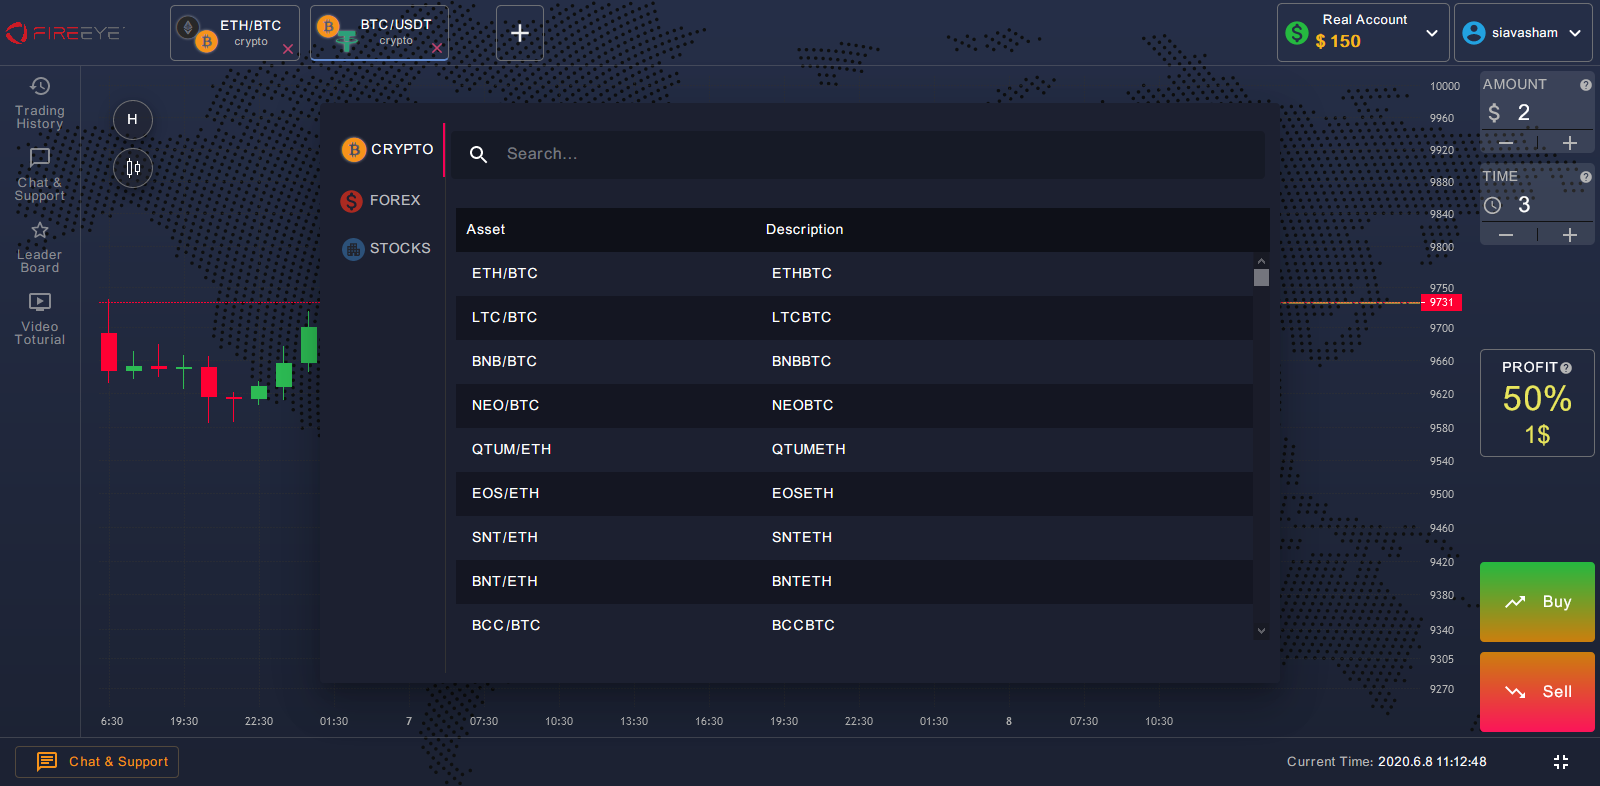 FIREEYE
ETH/BTC
crypto
BTC/USDT
crypto
Real Account
$ 150
siavasham
Trading
History
Chat &
Support
Leader
Board
Video
Toturial
H
CRYPTO
FOREX
STOCKS
Search...
Asset Description
ETH/BTC ETHBTC
LTC/BTC LTCBTC
BNB/BTC BNBBTC
NEO/BTC NEOBTC
QTUM/ETH QTUMETH
EOS/ETH EOSETH
SNT/ETH SNTETH
BNT/ETH BNTETH
BCC/BTC BCCBTC
10000
9960
9920
9880
9840
9800
9750
9731
9700
9660
9620
9580
9540
9500
9460
9420
9380
9340
9305
9270
AMOUNT
$ 2
TIME
3
PROFIT
50%
1$
Buy
Sell
6:30 19:30 22:30 01:30 7 07:30 10:30 13:30 16:30 19:30 22:30 01:30 8 07:30 10:30
Chat & Support
Current Time: 2020.6.8 11:12:48